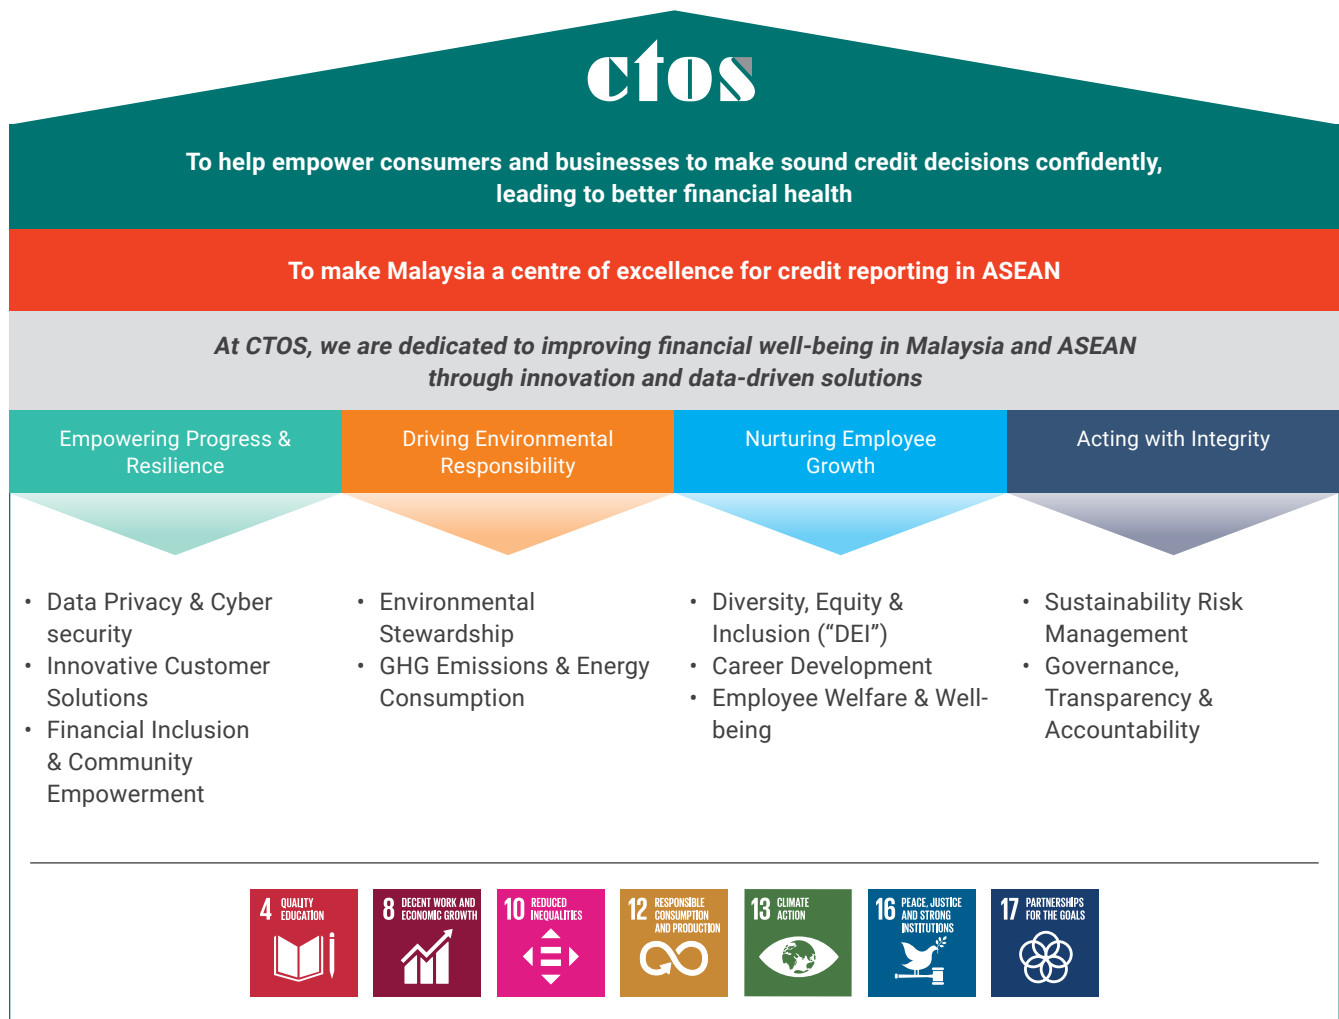 ctos
To help empower consumers and businesses to make sound credit decisions confidently,
leading to better financial health
To make Malaysia a centre of excellence for credit reporting in ASEAN
At CTOS, we are dedicated to improving financial well-being in Malaysia and ASEAN
through innovation and data-driven solutions
Empowering Progress &
Resilience
Driving Environmental
Responsibility
Nurturing Employee
Growth
Acting with Integrity
• Data Privacy & Cyber
security
• Innovative Customer
Solutions
• Financial Inclusion
& Community
Empowerment
• Environmental
Stewardship
• GHG Emissions & Energy
Consumption
• Diversity, Equity &
Inclusion (“DEI”)
• Career Development
• Employee Welfare & Well-
being
• Sustainability Risk
Management
• Governance,
Transparency &
Accountability
4 QUALITY
EDUCATION
8 DECENT WORK AND
ECONOMIC GROWTH
10 REDUCED
INEQUALITIES
12 RESPONSIBLE
CONSUMPTION
AND PRODUCTION
13 CLIMATE
ACTION
16 PEACE, JUSTICE
AND STRONG
INSTITUTIONS
17 PARTNERSHIPS
FOR THE GOALS